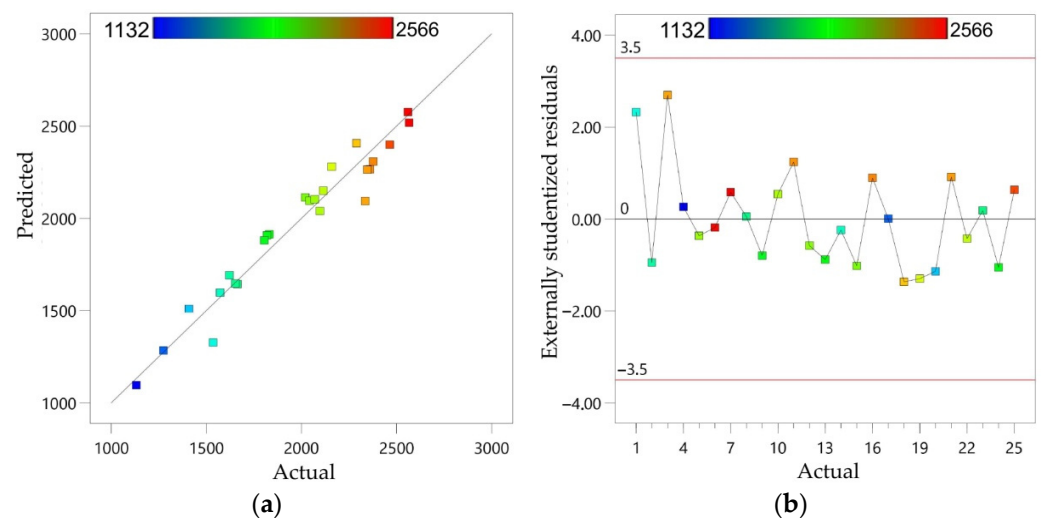 1132 2566
3000
2500
2000
1500
1000
Predicted
1000 1500 2000 2500 3000
Actual
(a)
1132 2566
4.00
3.5
2.00
0
0.00
−2.00
−3.5
−4.00
Externally studentized residuals
1 4 7 10 13 16 19 22 25
Actual
(b)